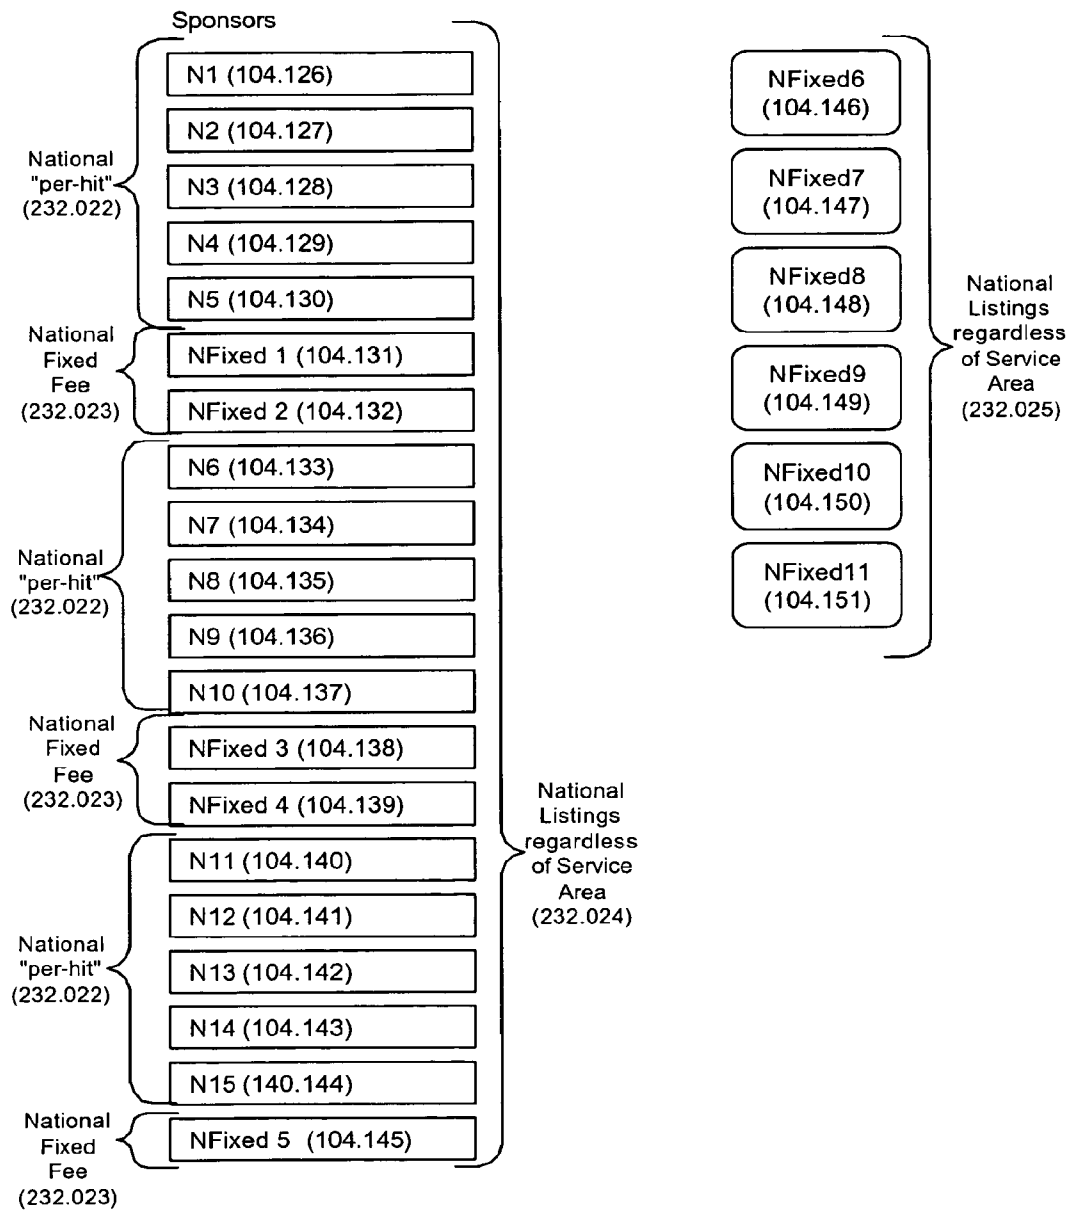 Sponsors
N1 (104.126)
N2 (104.127)
N3 (104.128)
N4 (104.129)
N5 (104.130)
National
"per-hit"
(232.022)
NFixed 1 (104.131)
NFixed 2 (104.132)
National
Fixed
Fee
(232.023)
N6 (104.133)
N7 (104.134)
N8 (104.135)
N9 (104.136)
N10 (104.137)
National
"per-hit"
(232.022)
NFixed 3 (104.138)
NFixed 4 (104.139)
National
Fixed
Fee
(232.023)
N11 (104.140)
N12 (104.141)
N13 (104.142)
N14 (104.143)
N15 (140.144)
National
"per-hit"
(232.022)
NFixed 5 (104.145)
National
Fixed
Fee
(232.023)
National
Listings
regardless
of Service
Area
(232.024)
NFixed6
(104.146)
NFixed7
(104.147)
NFixed8
(104.148)
NFixed9
(104.149)
NFixed10
(104.150)
NFixed11
(104.151)
National
Listings
regardless
of Service
Area
(232.025)